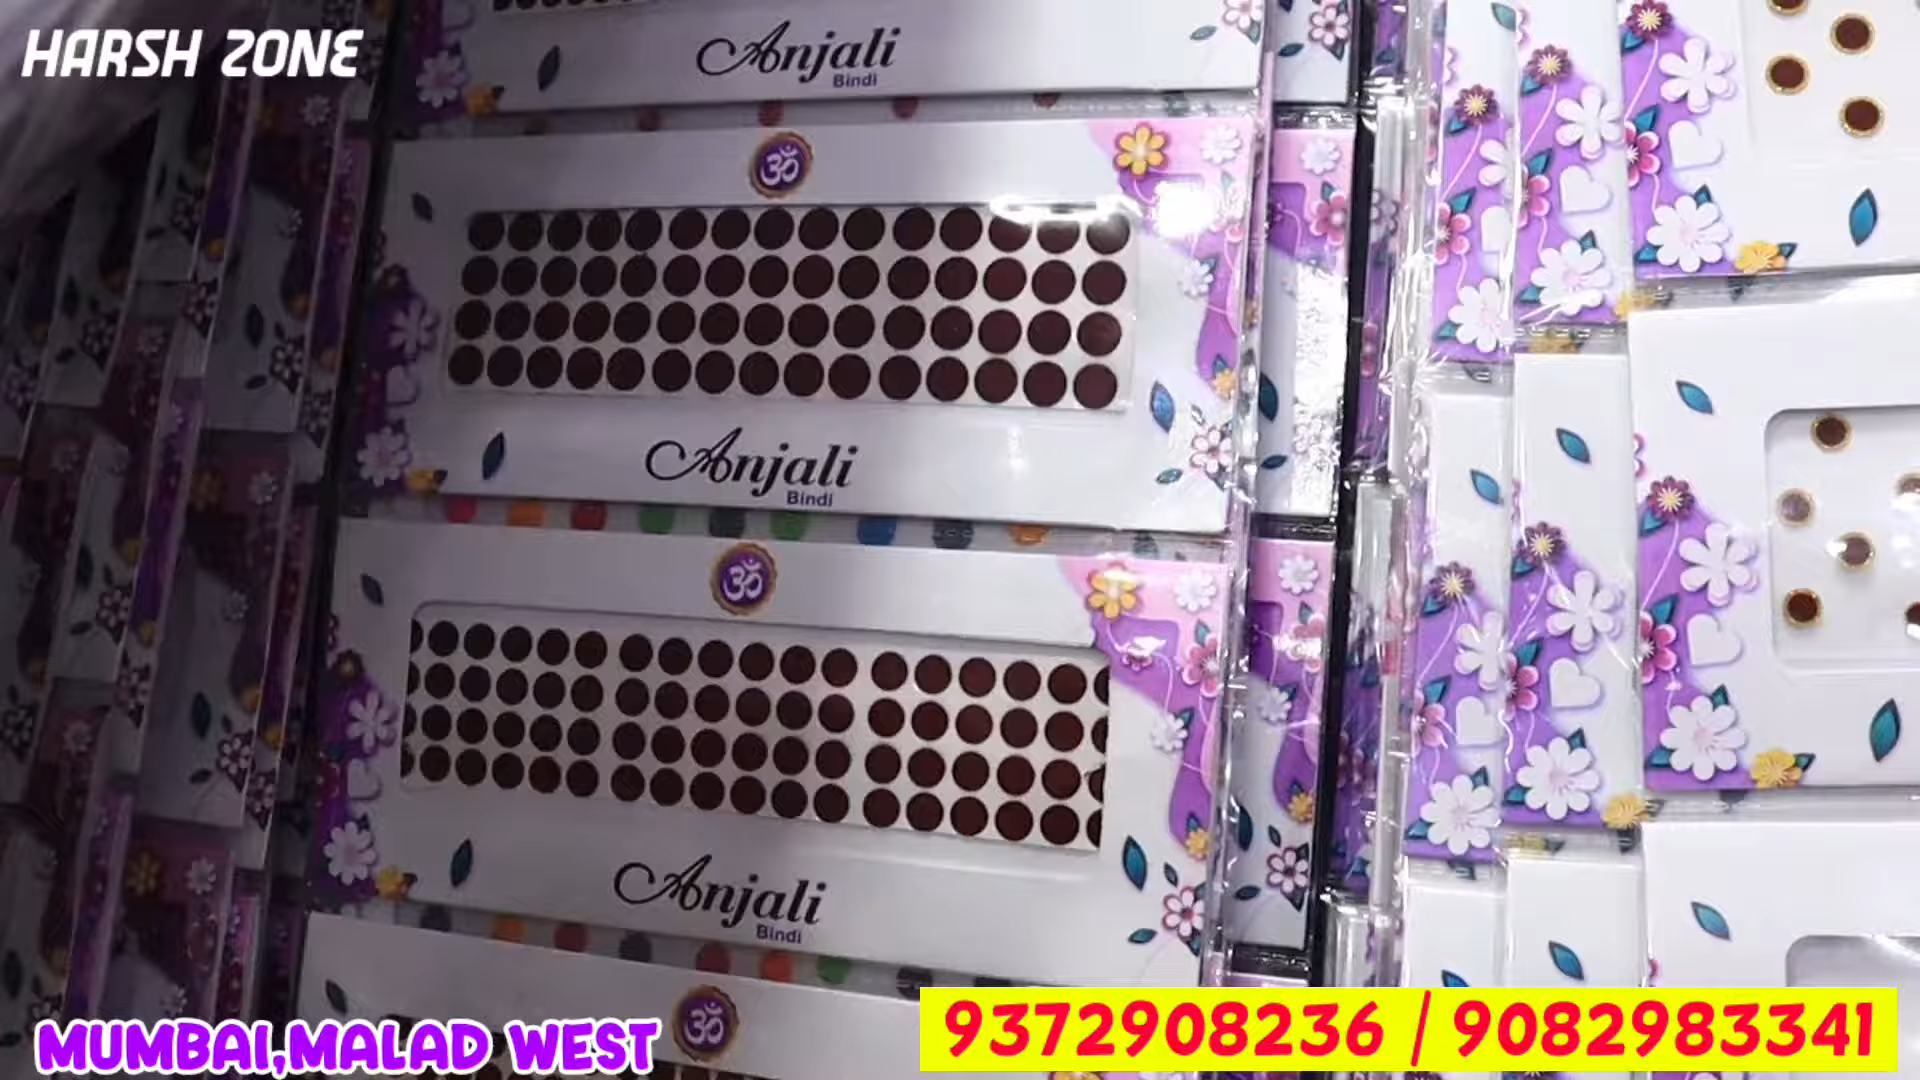 HARSH ZONE
Anjali
Bindi
ॐ
Anjali
Bindi
ॐ
Anjali
Bindi
ॐ
MUMBAI,MALAD WEST
9372908236 / 9082983341